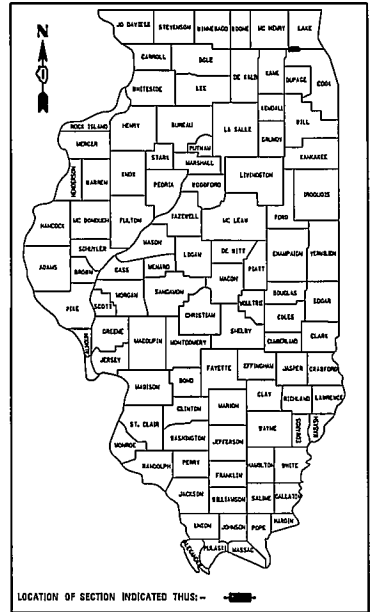 N
JO DAVIESS STEPHENSON WINNEBAGO BOONE MC HENRY LAKE
CARROLL OGLE DE KALB KANE COOK
WHITESIDE LEE DUPAGE
KENDALL WILL
ROCK ISLAND HENRY BUREAU LA SALLE GRUNDY
MERCER PUTNAM KANKAKEE
HENDERSON WARREN KNOX STARK MARSHALL LIVINGSTON
PEORIA WOODFORD IROQUOIS
HANCOCK MC DONOUGH FULTON TAZEWELL MC LEAN FORD
SCHUYLER MASON LOGAN DE WITT CHAMPAIGN VERMILION
ADAMS BROWN CASS MENARD MACON PIATT
PIKE SCOTT MORGAN SANGAMON MOULTRIE DOUGLAS EDGAR
CHRISTIAN COLES
GREENE MACOUPIN MONTGOMERY SHELBY CUMBERLAND CLARK
CALHOUN JERSEY
FAYETTE EFFINGHAM JASPER CRAWFORD
MADISON BOND CLAY RICHLAND LAWRENCE
CLINTON MARION
ST. CLAIR WASHINGTON JEFFERSON WAYNE EDWARDS WABASH
MONROE
RANDOLPH PERRY HAMILTON WHITE
FRANKLIN
JACKSON WILLIAMSON SALINE GALLATIN
UNION JOHNSON POPE HARDIN
ALEXANDER PULASKI MASSAC
LOCATION OF SECTION INDICATED THUS:-